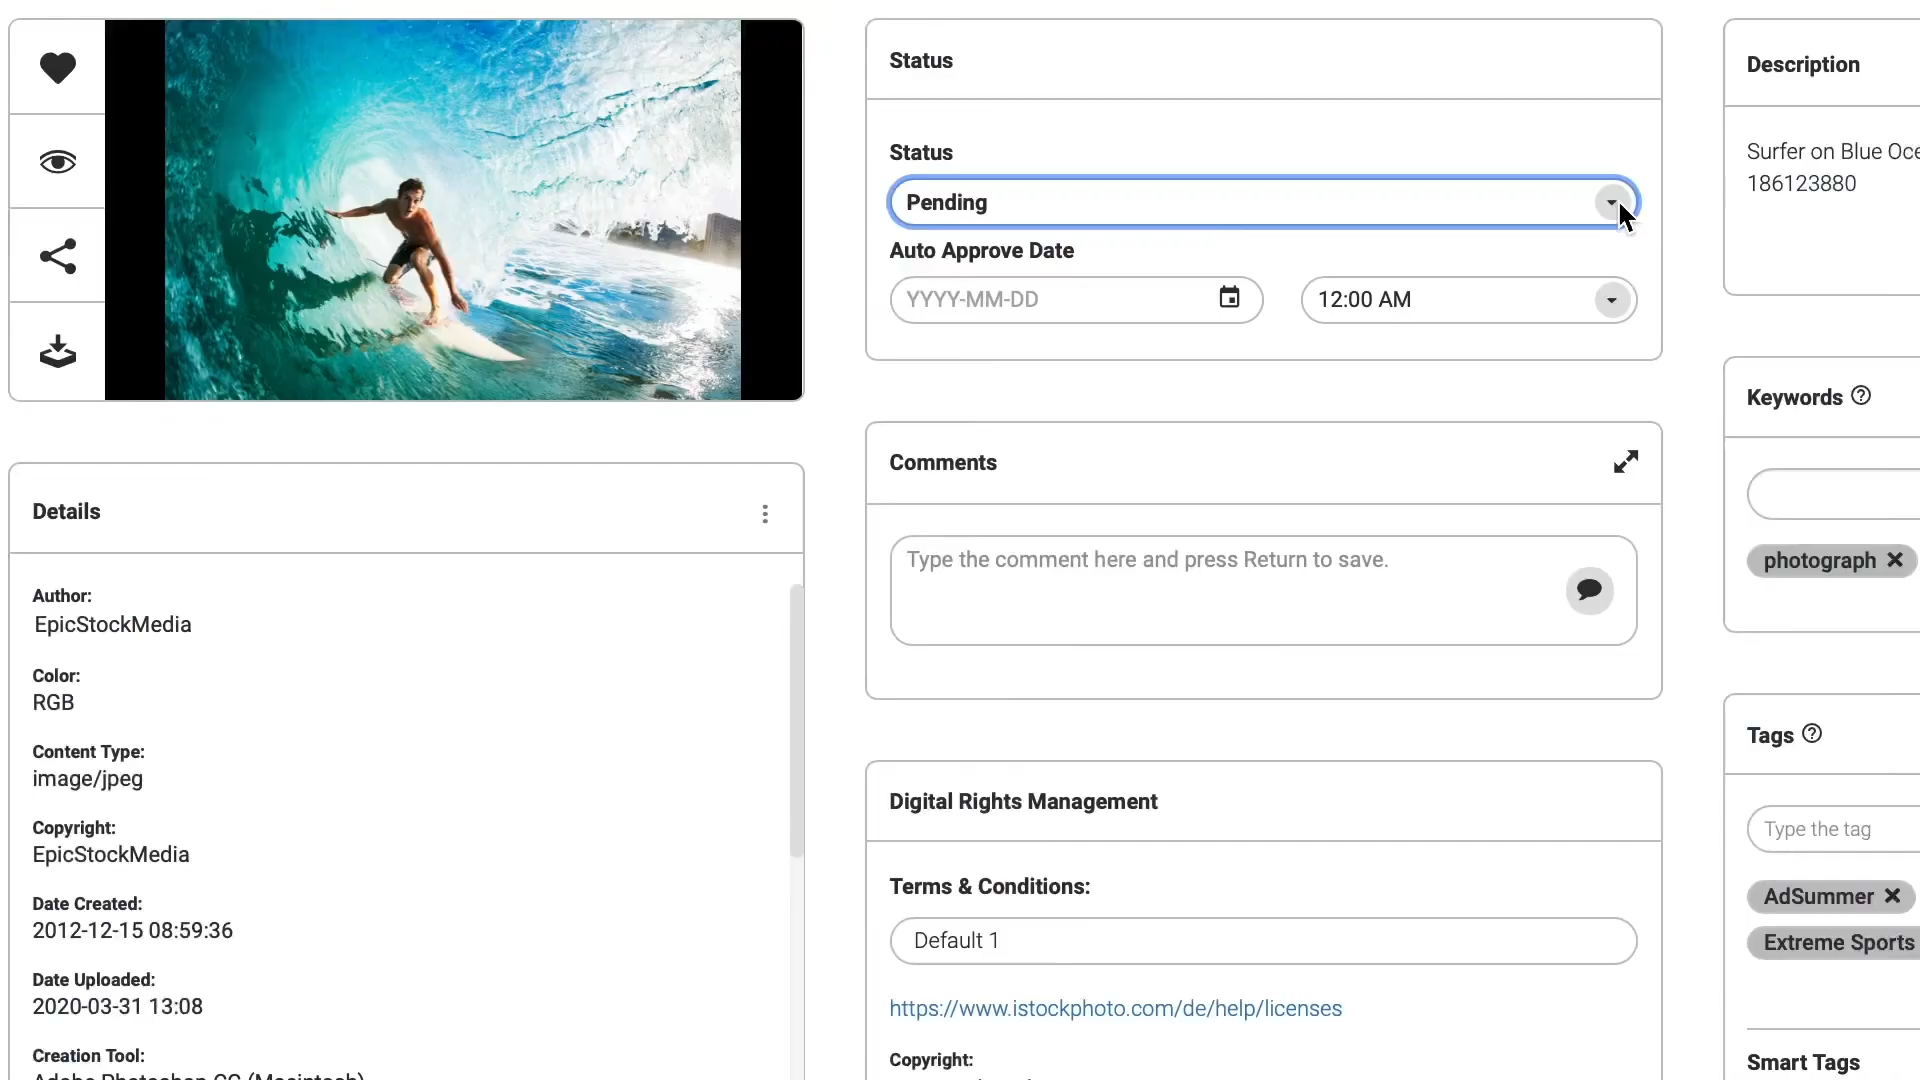 Status
Status
Pending
Auto Approve Date
YYYY-MM-DD
12:00 AM
Comments
Type the comment here and press Return to save.
Digital Rights Management
Terms & Conditions:
Default 1
https://www.istockphoto.com/de/help/licenses
Copyright:
Details
Author:
EpicStockMedia
Color:
RGB
Content Type:
image/jpeg
Copyright:
EpicStockMedia
Date Created:
2012-12-15 08:59:36
Date Uploaded:
2020-03-31 13:08
Creation Tool:
Adobe Photoshop CC (Macintosh)
Description
Surfer on Blue Oce
186123880
Keywords
photograph
Tags
Type the tag
AdSummer
Extreme Sports
Smart Tags